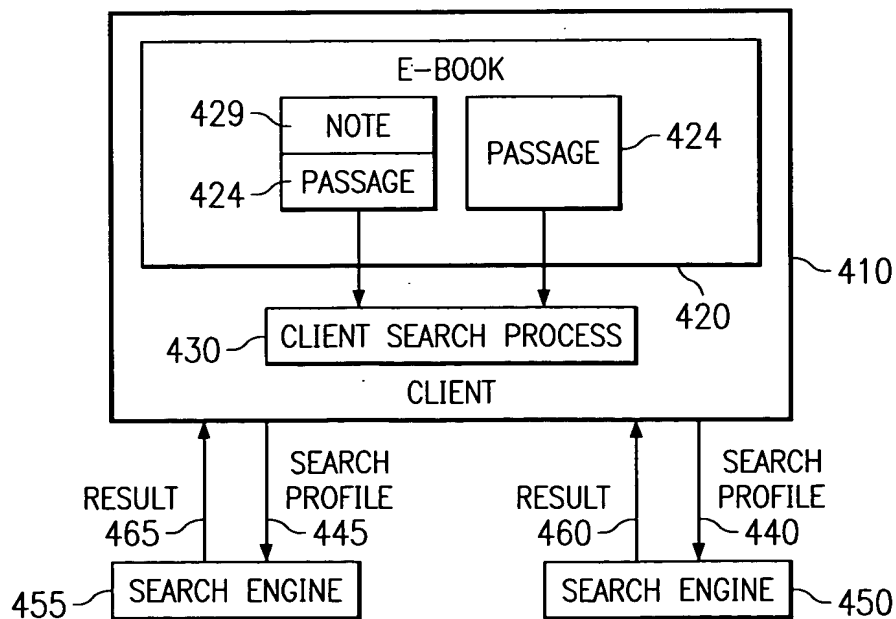 E-BOOK
429
NOTE
424
PASSAGE
PASSAGE
424
410
420
430
CLIENT SEARCH PROCESS
CLIENT
RESULT
465
SEARCH
PROFILE
445
RESULT
460
SEARCH
PROFILE
440
455
SEARCH ENGINE
SEARCH ENGINE
450